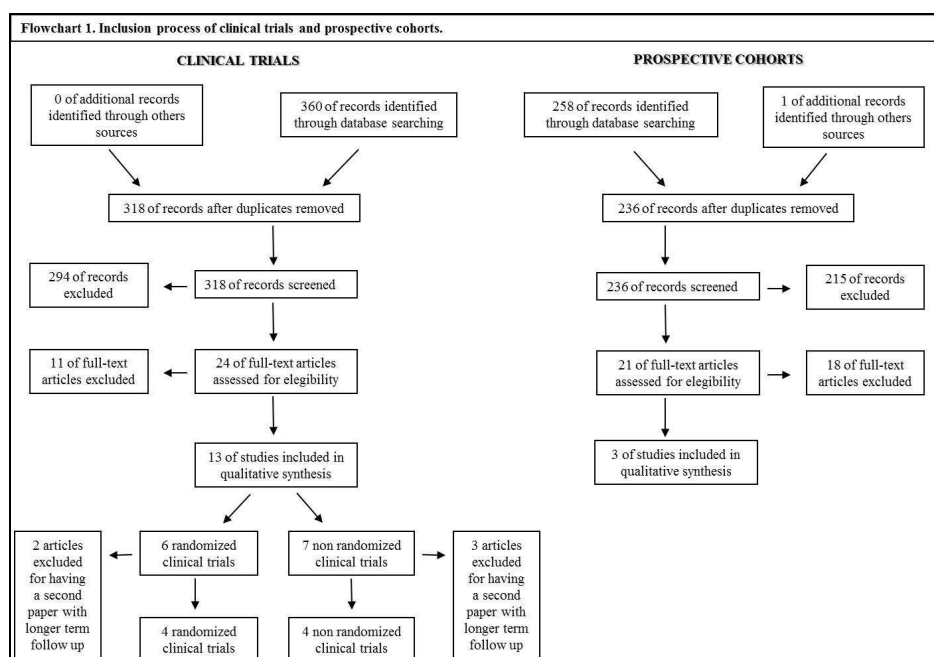 Flowchart 1. Inclusion process of clinical trials and prospective cohorts.
CLINICAL TRIALS
0 of additional records
identified through others
sources
360 of records identified
through database searching
318 of records after duplicates removed
294 of records
excluded
318 of records screened
11 of full-text
articles excluded
24 of full-text articles
assessed for elegibility
13 of studies included in
qualitative synthesis
2 articles
excluded
for having
a second
paper with
longer term
follow up
6 randomized
clinical trials
7 non randomized
clinical trials
3 articles
excluded
for having
a second
paper with
longer term
follow up
4 randomized
clinical trials
4 non randomized
clinical trials
PROSPECTIVE COHORTS
258 of records identified
through database searching
1 of additional records
identified through others
sources
236 of records after duplicates removed
236 of records screened
215 of records
excluded
21 of full-text articles
assessed for elegibility
18 of full-text
articles excluded
3 of studies included in
qualitative synthesis